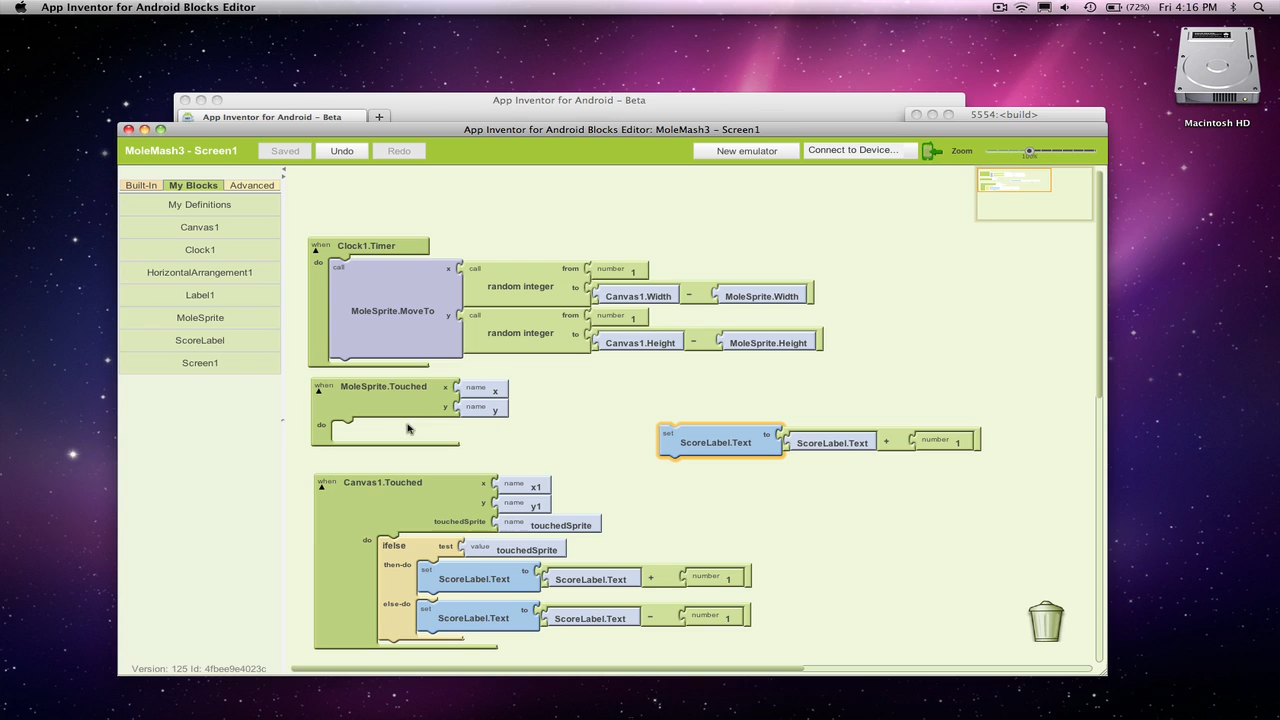 App Inventor for Android Blocks Editor
(72%) Fri 4:16 PM
Macintosh HD
App Inventor for Android - Beta
App Inventor for Android - Beta
+
5554:<build>
App Inventor for Android Blocks Editor: MoleMash3 - Screen1
MoleMash3 - Screen1
Saved
Undo
Redo
New emulator
Connect to Device...
Zoom
100%
Built-In
My Blocks
Advanced
My Definitions
Canvas1
Clock1
HorizontalArrangement1
Label1
MoleSprite
ScoreLabel
Screen1
when Clock1.Timer
do
call MoleSprite.MoveTo
x
call random integer
from number 1
to Canvas1.Width - MoleSprite.Width
y
call random integer
from number 1
to Canvas1.Height - MoleSprite.Height
when MoleSprite.Touched
x name x
y name y
do
set ScoreLabel.Text to ScoreLabel.Text + number 1
when Canvas1.Touched
x name x1
y name y1
touchedSprite name touchedSprite
do
ifelse test value touchedSprite
then-do
set ScoreLabel.Text to ScoreLabel.Text + number 1
else-do
set ScoreLabel.Text to ScoreLabel.Text - number 1
Version: 125 Id: 4fbee9e4023c